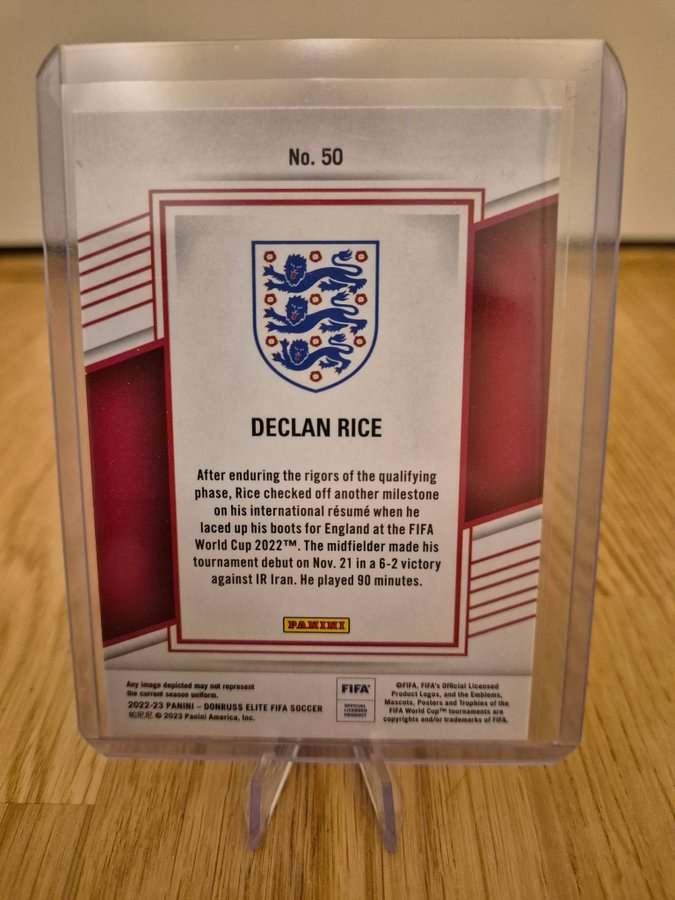 No. 50
DECLAN RICE
After enduring the rigors of the qualifying
phase, Rice checked off another milestone
on his international résumé when he
laced up his boots for England at the FIFA
World Cup 2022™. The midfielder made his
tournament debut on Nov. 21 in a 6-2 victory
against IR Iran. He played 90 minutes.
PANINI
Any image depicted may not represent
the current season uniform.
2022-23 PANINI – DONRUSS ELITE FIFA SOCCER
帕尼尼 © 2023 Panini America, Inc.
FIFA®
OFFICIAL
LICENSED
PRODUCT
©FIFA, FIFA's Official Licensed
Product Logos, and the Emblems,
Mascots, Posters and Trophies of the
FIFA World Cup™ tournaments are
copyrights and/or trademarks of FIFA.